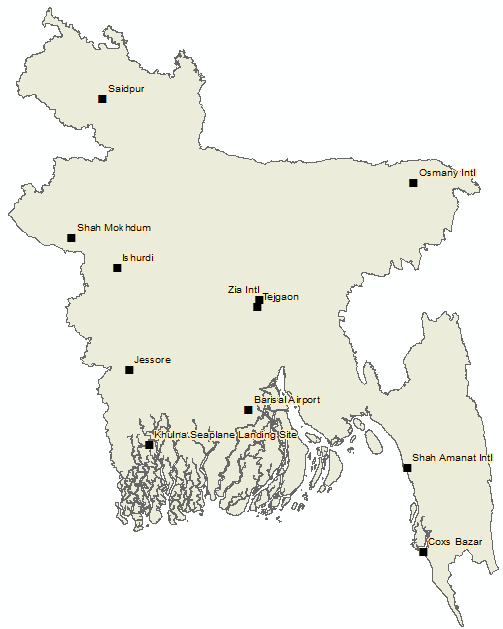 Saidpur
Osmany Intl
Shah Mokhdum
Ishurdi
Zia Intl
Tejgaon
Jessore
Barisal Airport
Khulna Seaplane Landing Site
Shah Amanat Intl
Coxs Bazar